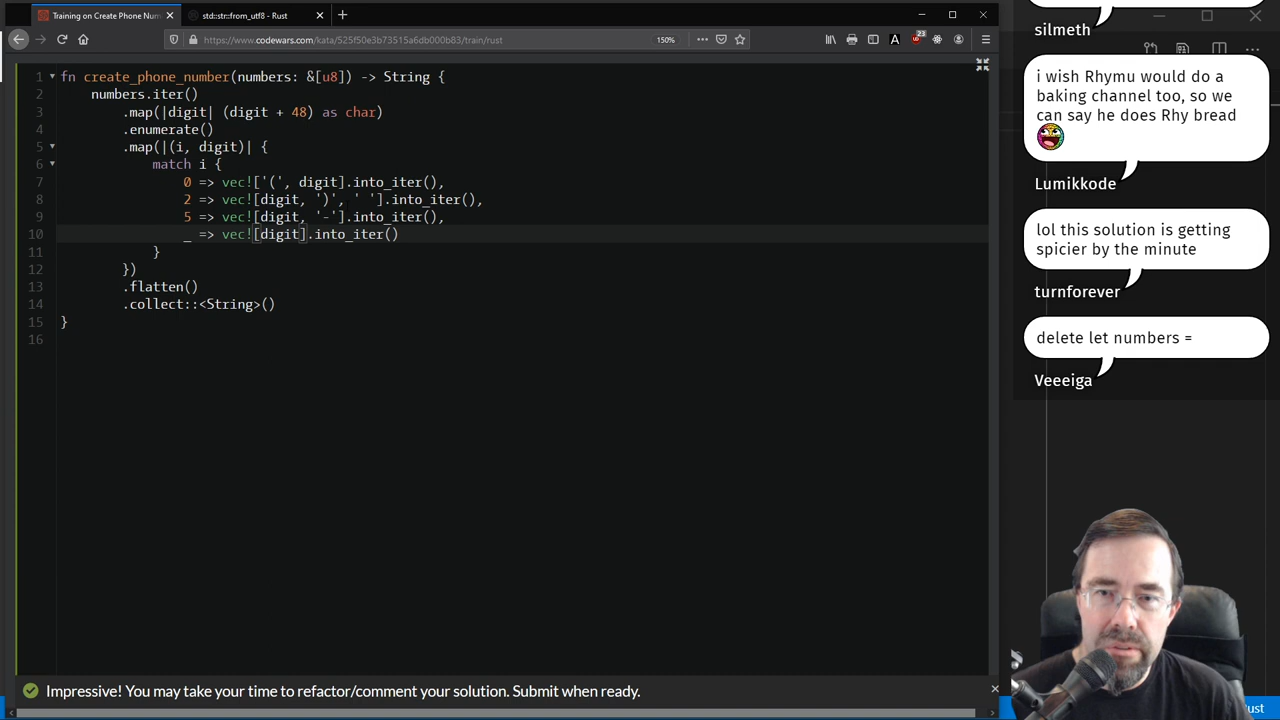 Training on Create Phone Num
std::str::from_utf8 - Rust
https://www.codewars.com/kata/525f50e3b73515a6db000b83/train/rust
150%
23
1 fn create_phone_number(numbers: &[u8]) -> String {
2 numbers.iter()
3 .map(|digit| (digit + 48) as char)
4 .enumerate()
5 .map(|(i, digit)| {
6 match i {
7 0 => vec!['(', digit].into_iter(),
8 2 => vec![digit, ')', ' '].into_iter(),
9 5 => vec![digit, '-'].into_iter(),
10 _ => vec![digit].into_iter()
11 }
12 })
13 .flatten()
14 .collect::<String>()
15 }
16
Impressive! You may take your time to refactor/comment your solution. Submit when ready.
silmeth
i wish Rhymu would do a
baking channel too, so we
can say he does Rhy bread
Lumikkode
lol this solution is getting
spicier by the minute
turnforever
delete let numbers =
Veeeiga
ust